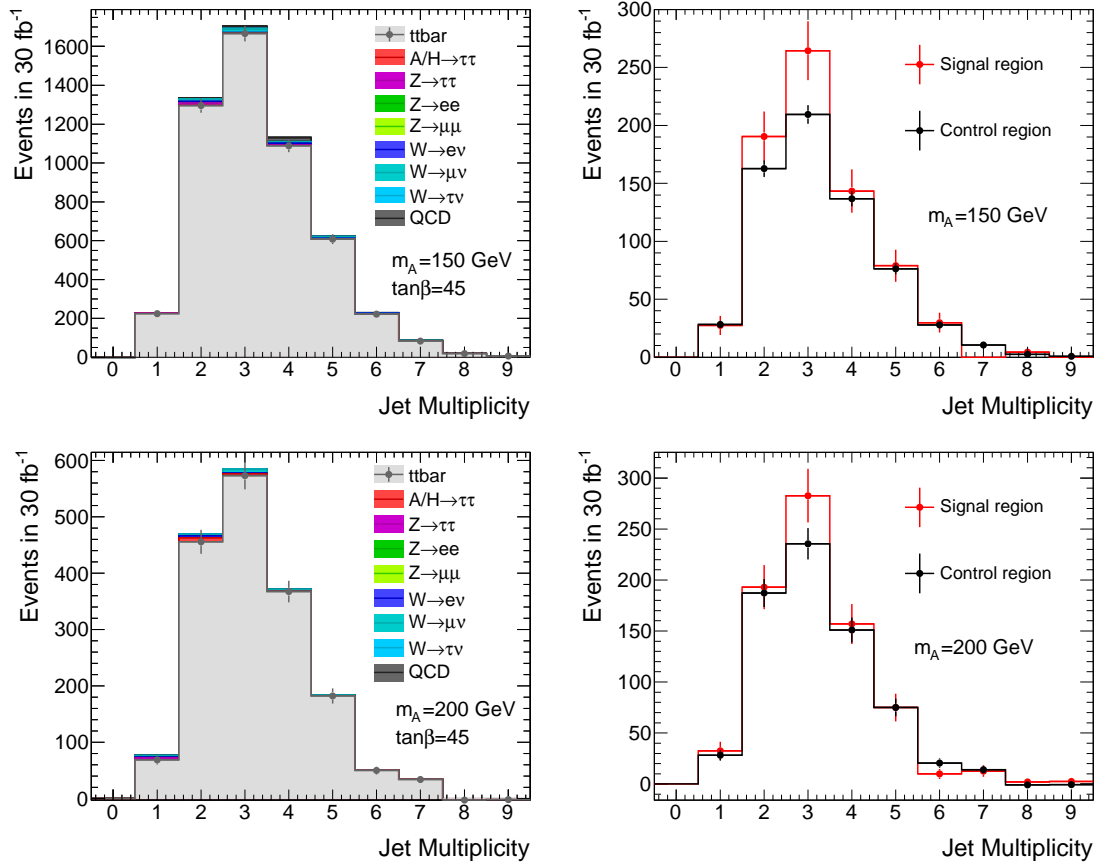 Events in 30 fb⁻¹
1600
1400
1200
1000
800
600
400
200
0
ttbar
A/H→ττ
Z→ττ
Z→ee
Z→μμ
W→eν
W→μν
W→τν
QCD
m_A=150 GeV
tanβ=45
0 1 2 3 4 5 6 7 8 9
Jet Multiplicity
Events in 30 fb⁻¹
300
250
200
150
100
50
0
Signal region
Control region
m_A=150 GeV
0 1 2 3 4 5 6 7 8 9
Jet Multiplicity
Events in 30 fb⁻¹
600
500
400
300
200
100
0
ttbar
A/H→ττ
Z→ττ
Z→ee
Z→μμ
W→eν
W→μν
W→τν
QCD
m_A=200 GeV
tanβ=45
0 1 2 3 4 5 6 7 8 9
Jet Multiplicity
Events in 30 fb⁻¹
300
250
200
150
100
50
0
Signal region
Control region
m_A=200 GeV
0 1 2 3 4 5 6 7 8 9
Jet Multiplicity